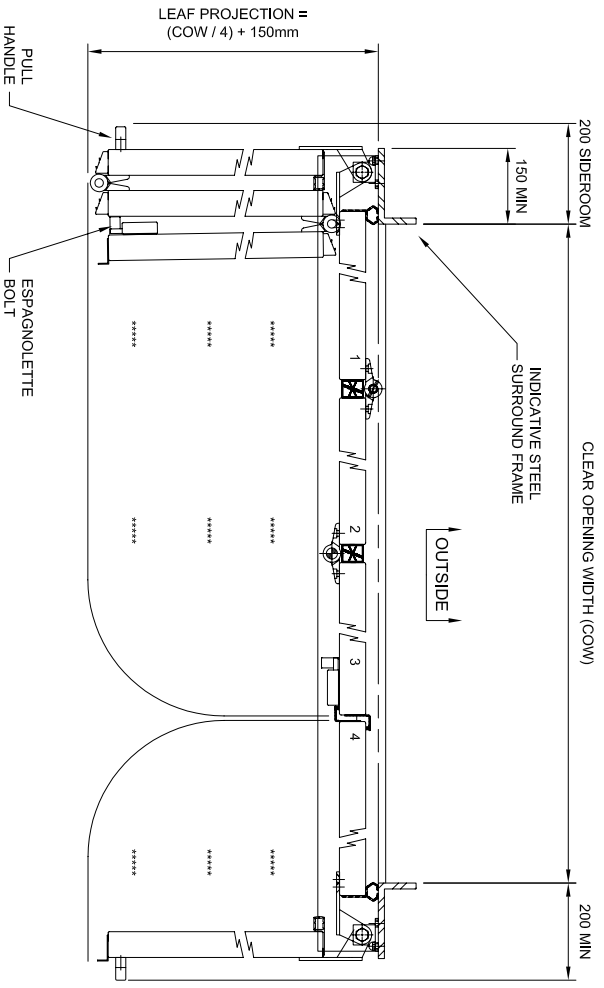 LEAF PROJECTION =
(COW / 4) + 150mm
PULL
HANDLE
ESPAGNOLETTE
BOLT
200 SIDEROOM
150 MIN
INDICATIVE STEEL
SURROUND FRAME
CLEAR OPENING WIDTH (COW)
OUTSIDE
200 MIN
1
2
3
4
*****
*****
*****
*****
*****
*****
*****
*****
*****